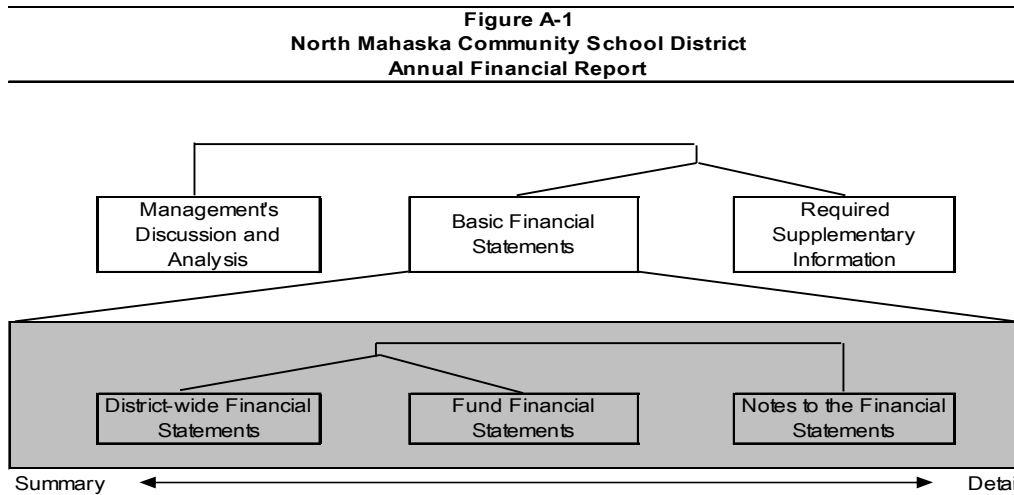 Figure A-1
North Mahaska Community School District
Annual Financial Report
Management's
Discussion and
Analysis
Basic Financial
Statements
Required
Supplementary
Information
District-wide Financial
Statements
Fund Financial
Statements
Notes to the Financial
Statements
Summary
Detai